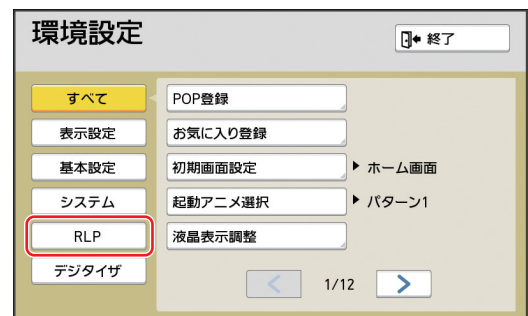 環境設定
終了
すべて
表示設定
基本設定
システム
RLP
デジタイザ
POP登録
お気に入り登録
初期画面設定
ホーム画面
起動アニメ選択
パターン1
液晶表示調整
1/12